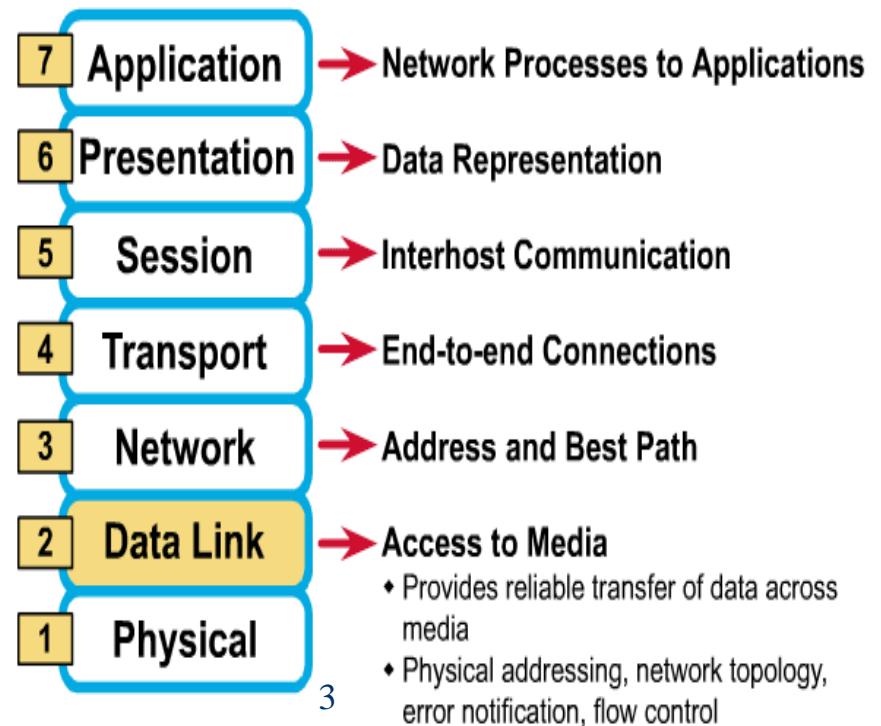 7 Application Network Processes to Applications
6 Presentation Data Representation
5 Session Interhost Communication
4 Transport End-to-end Connections
3 Network Address and Best Path
2 Data Link Access to Media
• Provides reliable transfer of data across
media
1 Physical
• Physical addressing, network topology,
error notification, flow control
3